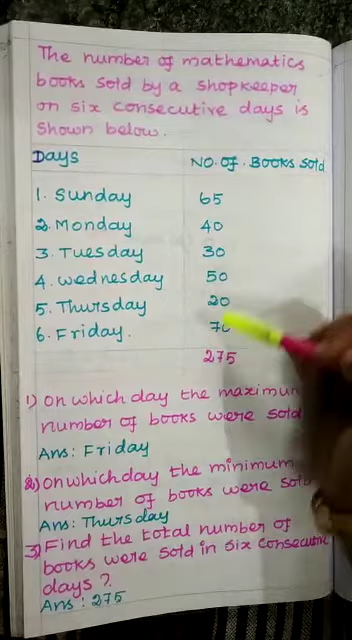 The number of mathematics
books sold by a shopkeeper
on six consecutive days is
shown below.
Days No. of. Books sold
1. Sunday 65
2. Monday 40
3. Tuesday 30
4. wednesday 50
5. Thursday 20
6. Friday.
275
1) on which day the maximum
number of books were sold
Ans: Friday
2) on which day the minimum
number of books were sold
Ans: Thursday
3) Find the total number of
books were sold in six consecutive
days ?
Ans : 275